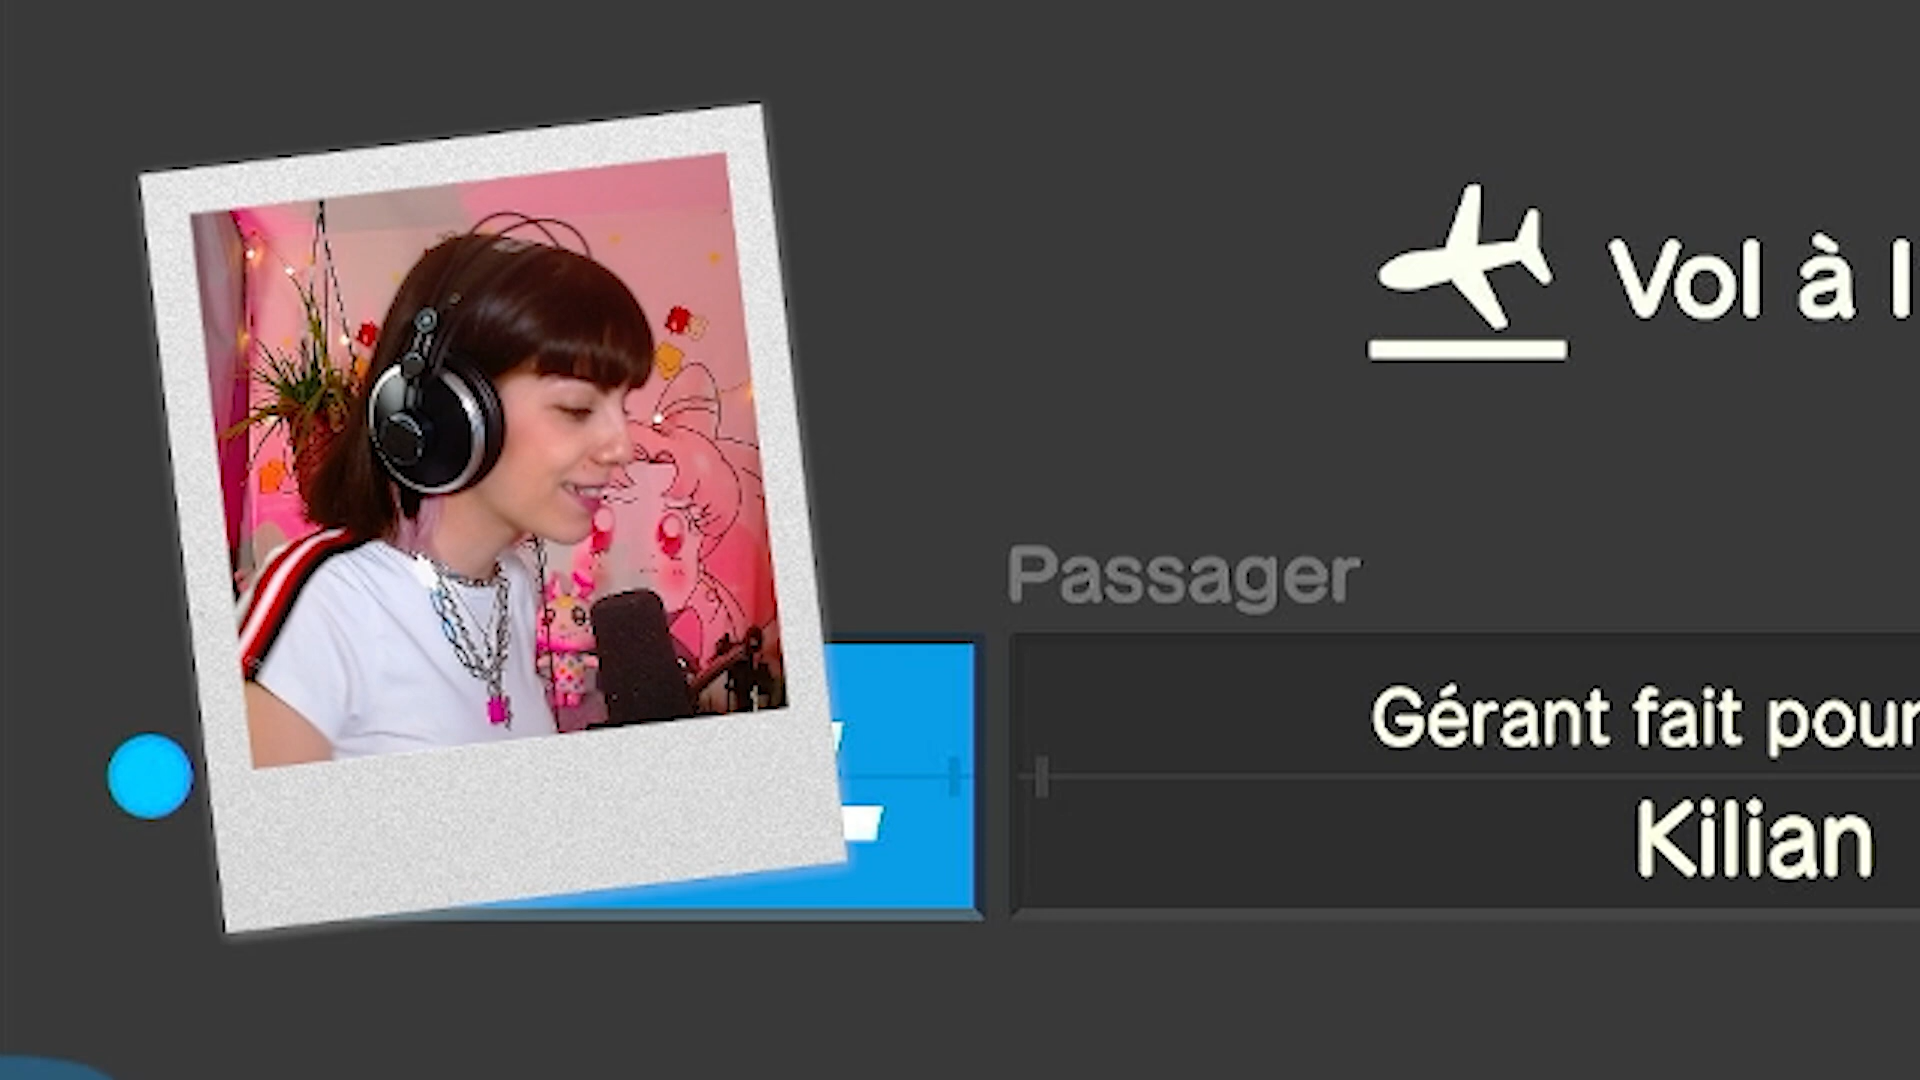 Vol à l
Passager
Gérant fait pour
Kilian